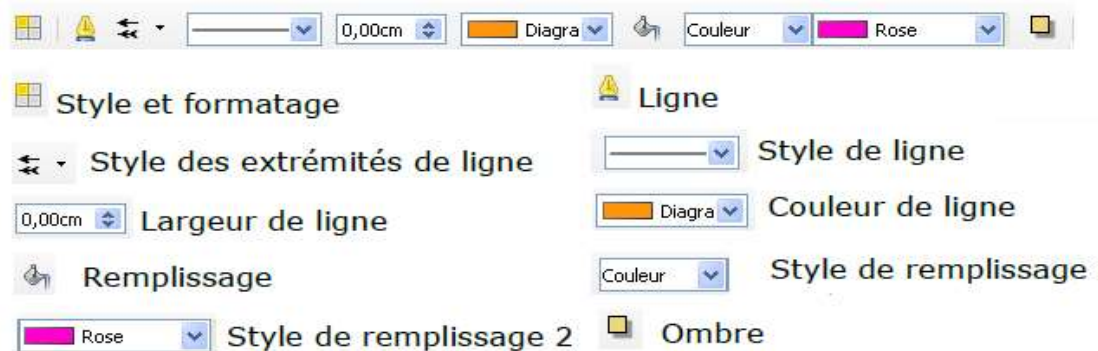 0,00cm Diagra Couleur Rose
Style et formatage
Ligne
Style des extrémités de ligne
Style de ligne
0,00cm Largeur de ligne
Diagra Couleur de ligne
Remplissage
Couleur Style de remplissage
Rose Style de remplissage 2
Ombre